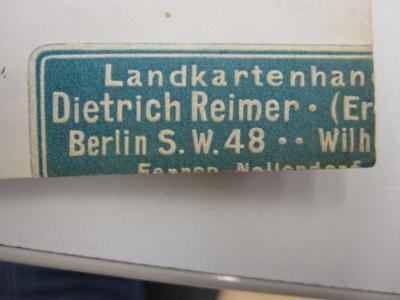 Landkartenhan
Dietrich Reimer · (Er
Berlin S. W. 48 ·· Wilh